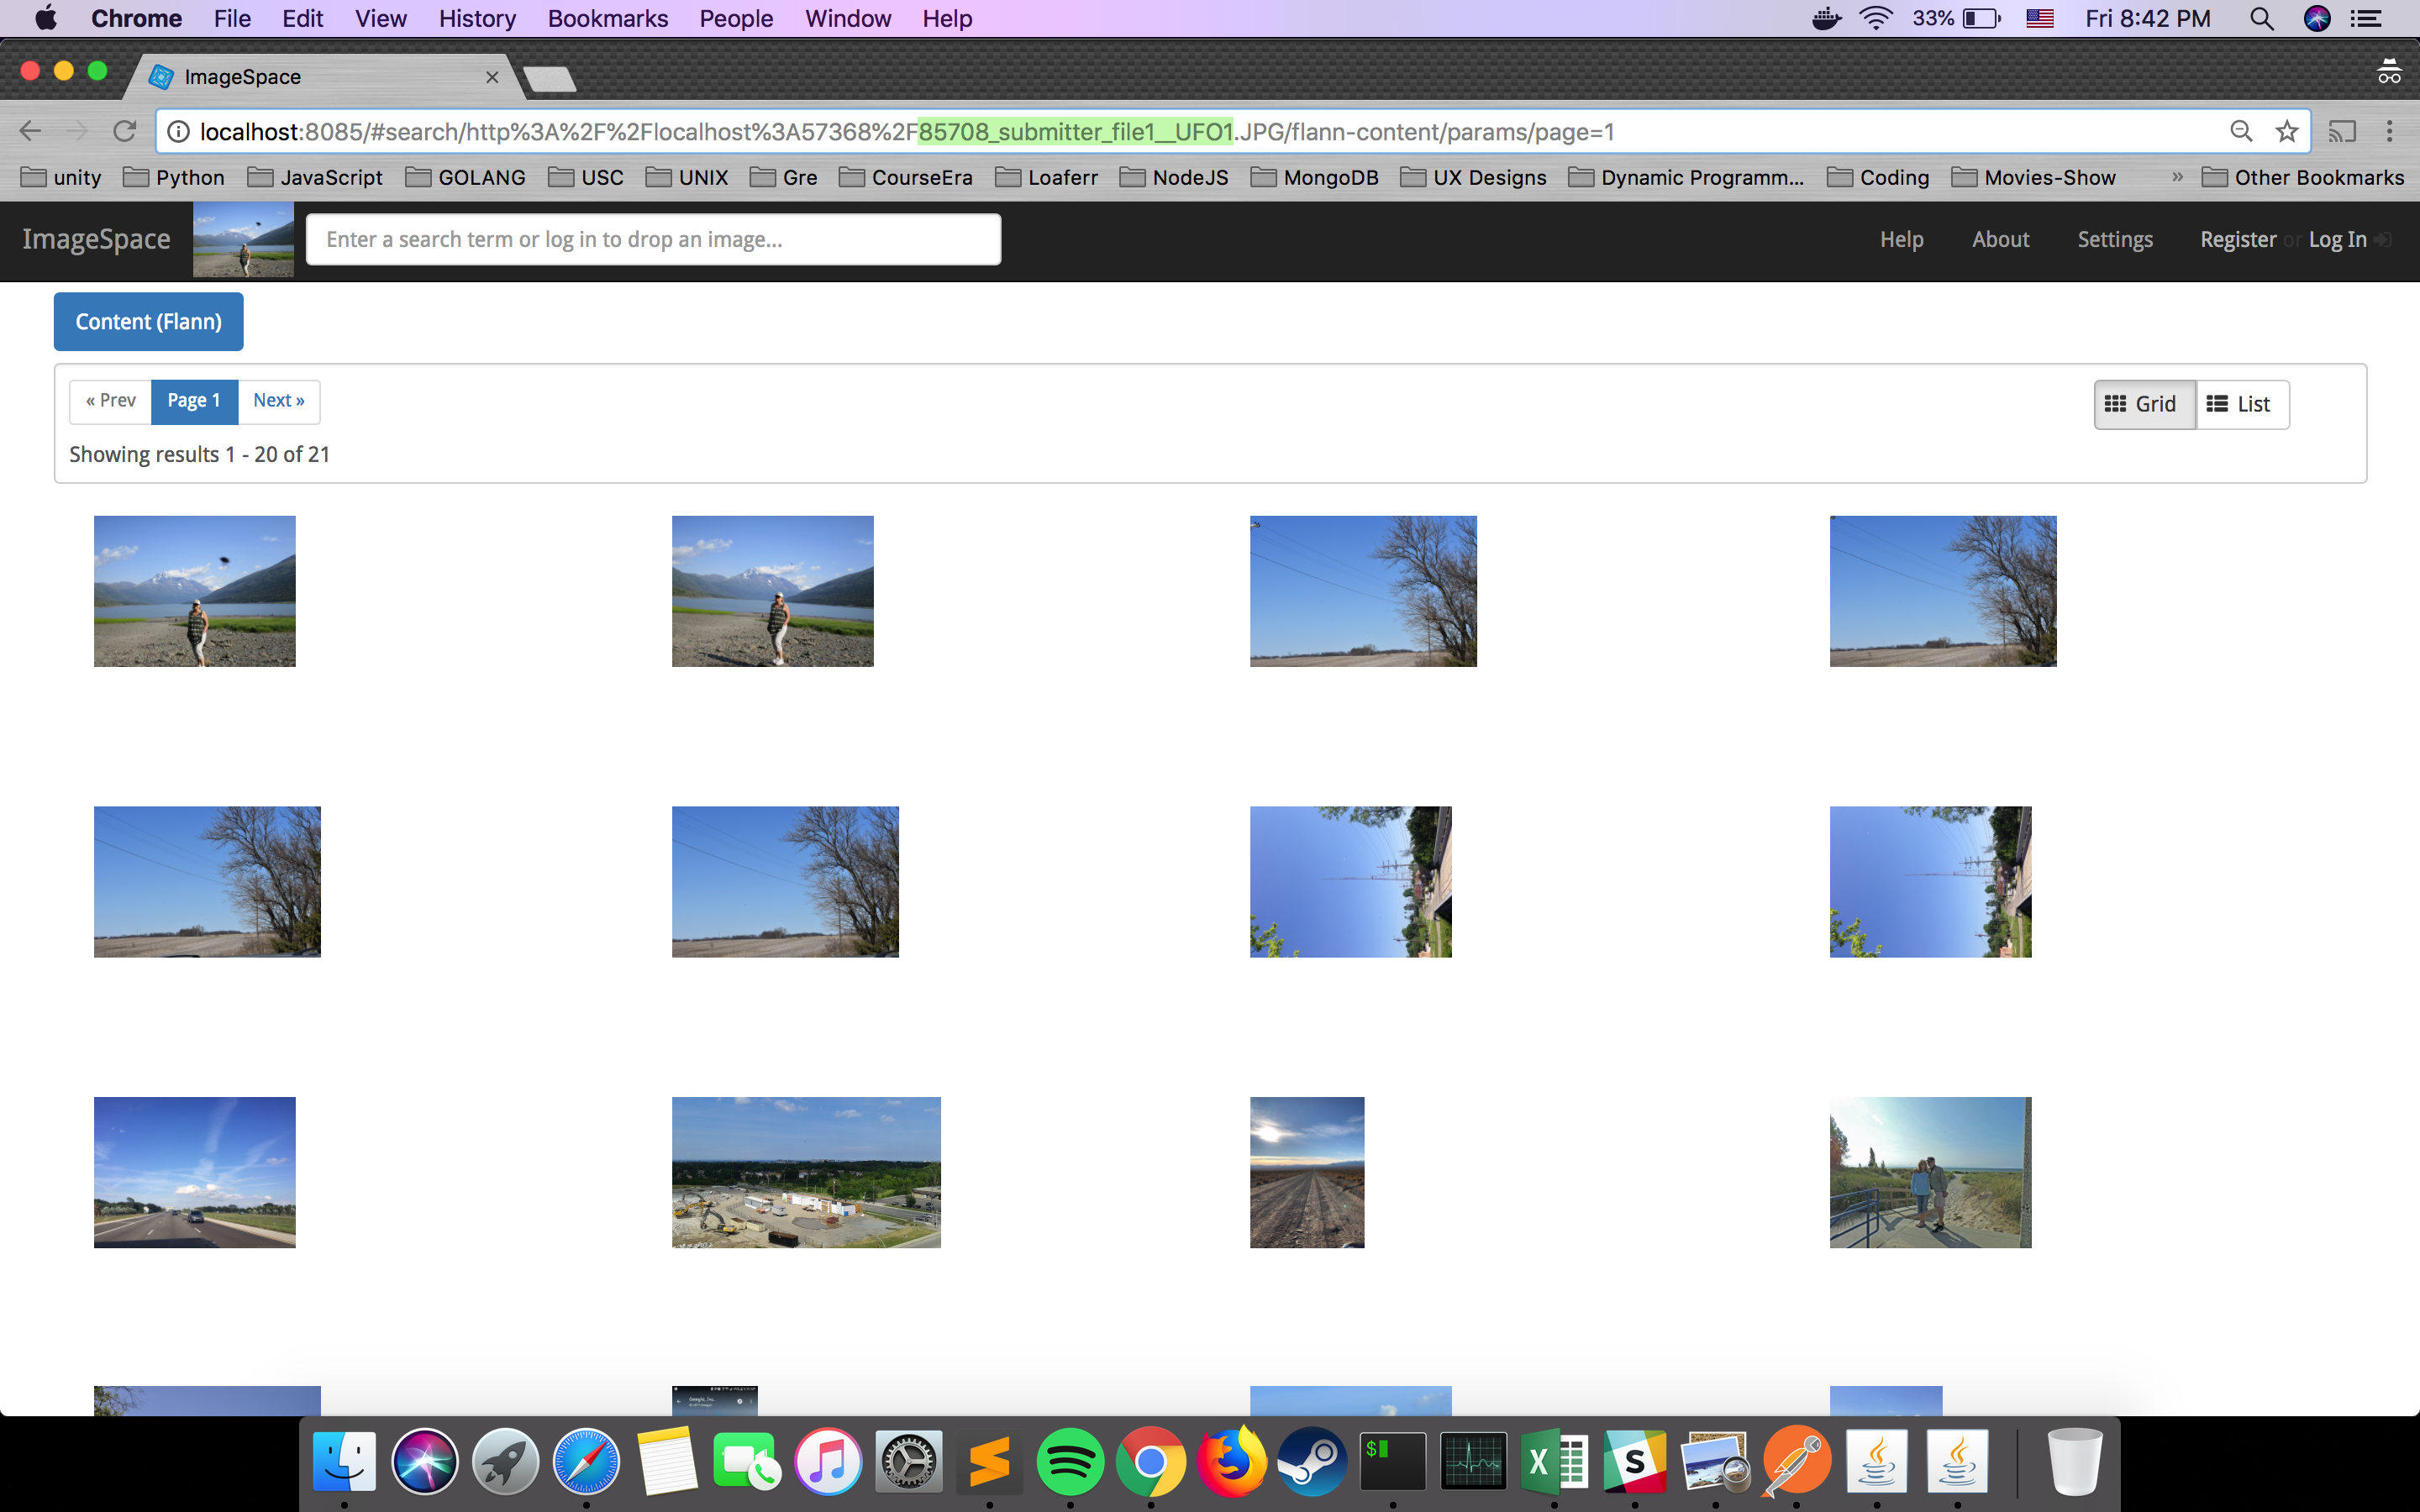 Chrome File Edit View History Bookmarks People Window Help 33% Fri 8:42 PM
ImageSpace
localhost:8085/#search/http%3A%2F%2Flocalhost%3A57368%2F85708_submitter_file1__UFO1.JPG/flann-content/params/page=1
unity Python JavaScript GOLANG USC UNIX Gre CourseEra Loaferr NodeJS MongoDB UX Designs Dynamic Programm... Coding Movies-Show » Other Bookmarks
ImageSpace Enter a search term or log in to drop an image... Help About Settings Register or Log In
Content (Flann)
« Prev Page 1 Next » Grid List
Showing results 1 - 20 of 21